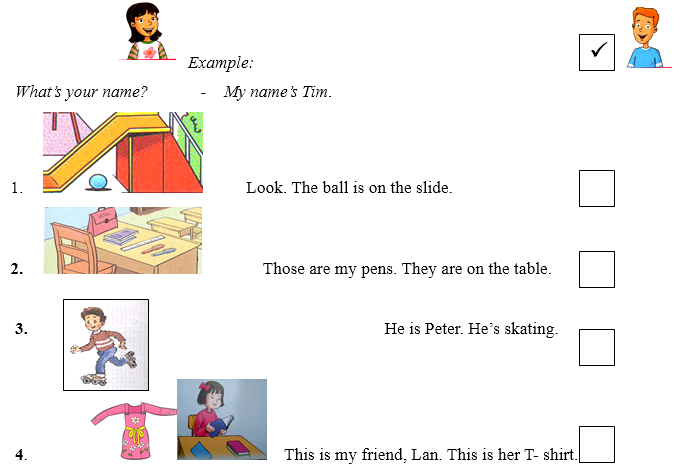 Example:
What's your name? - My name's Tim.
1. Look. The ball is on the slide.
2. Those are my pens. They are on the table.
3. He is Peter. He's skating.
4. This is my friend, Lan. This is her T- shirt.